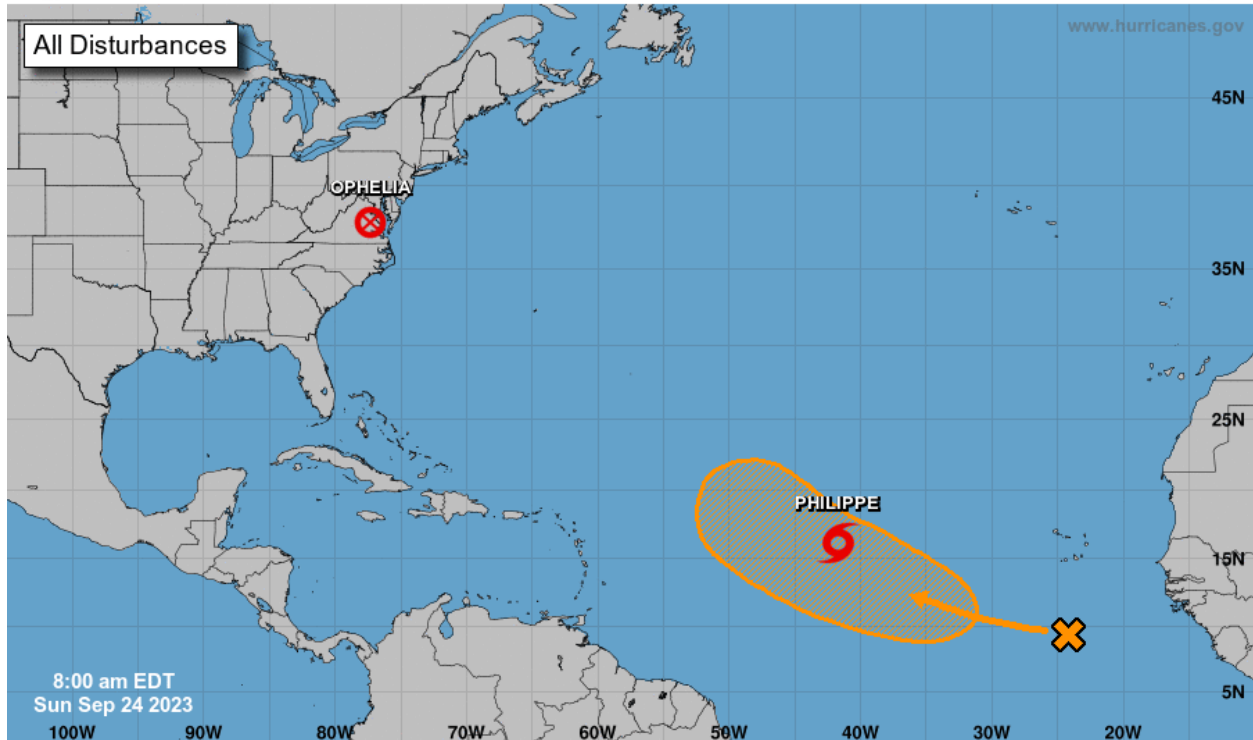 www.hurricanes.gov
All Disturbances
45N
OPHELIA
35N
25N
PHILIPPE
15N
8:00 am EDT
Sun Sep 24 2023
5N
100W 90W 80W 70W 60W 50W 40W 30W 20W